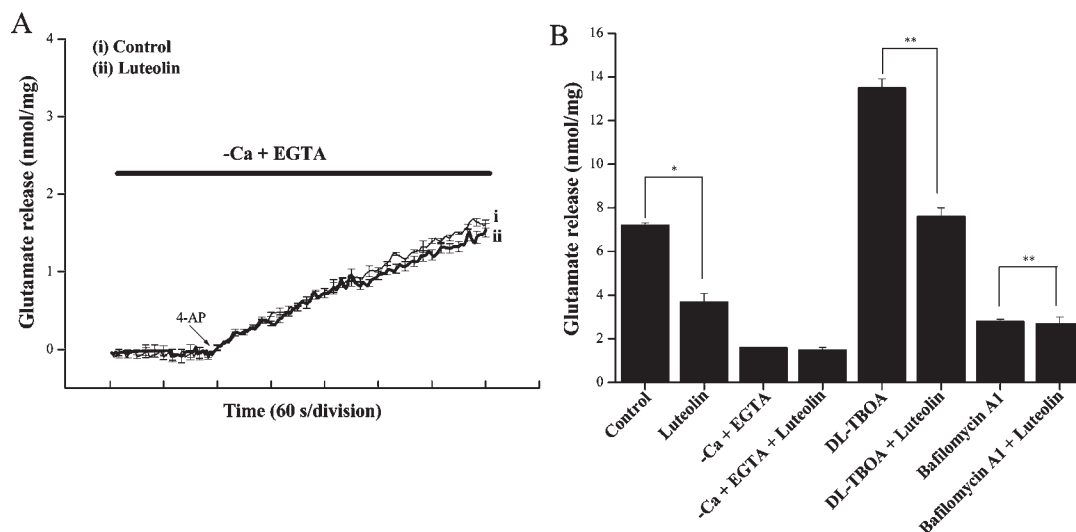 A
(i) Control
(ii) Luteolin
-Ca + EGTA
Glutamate release (nmol/mg)
4
3
2
1
0
4-AP
i
ii
Time (60 s/division)
B
Glutamate release (nmol/mg)
16
14
12
10
8
6
4
2
0
*
**
**
Control
Luteolin
-Ca + EGTA
-Ca + EGTA + Luteolin
DL-TBOA
DL-TBOA + Luteolin
Bafilomycin A1
Bafilomycin A1 + Luteolin